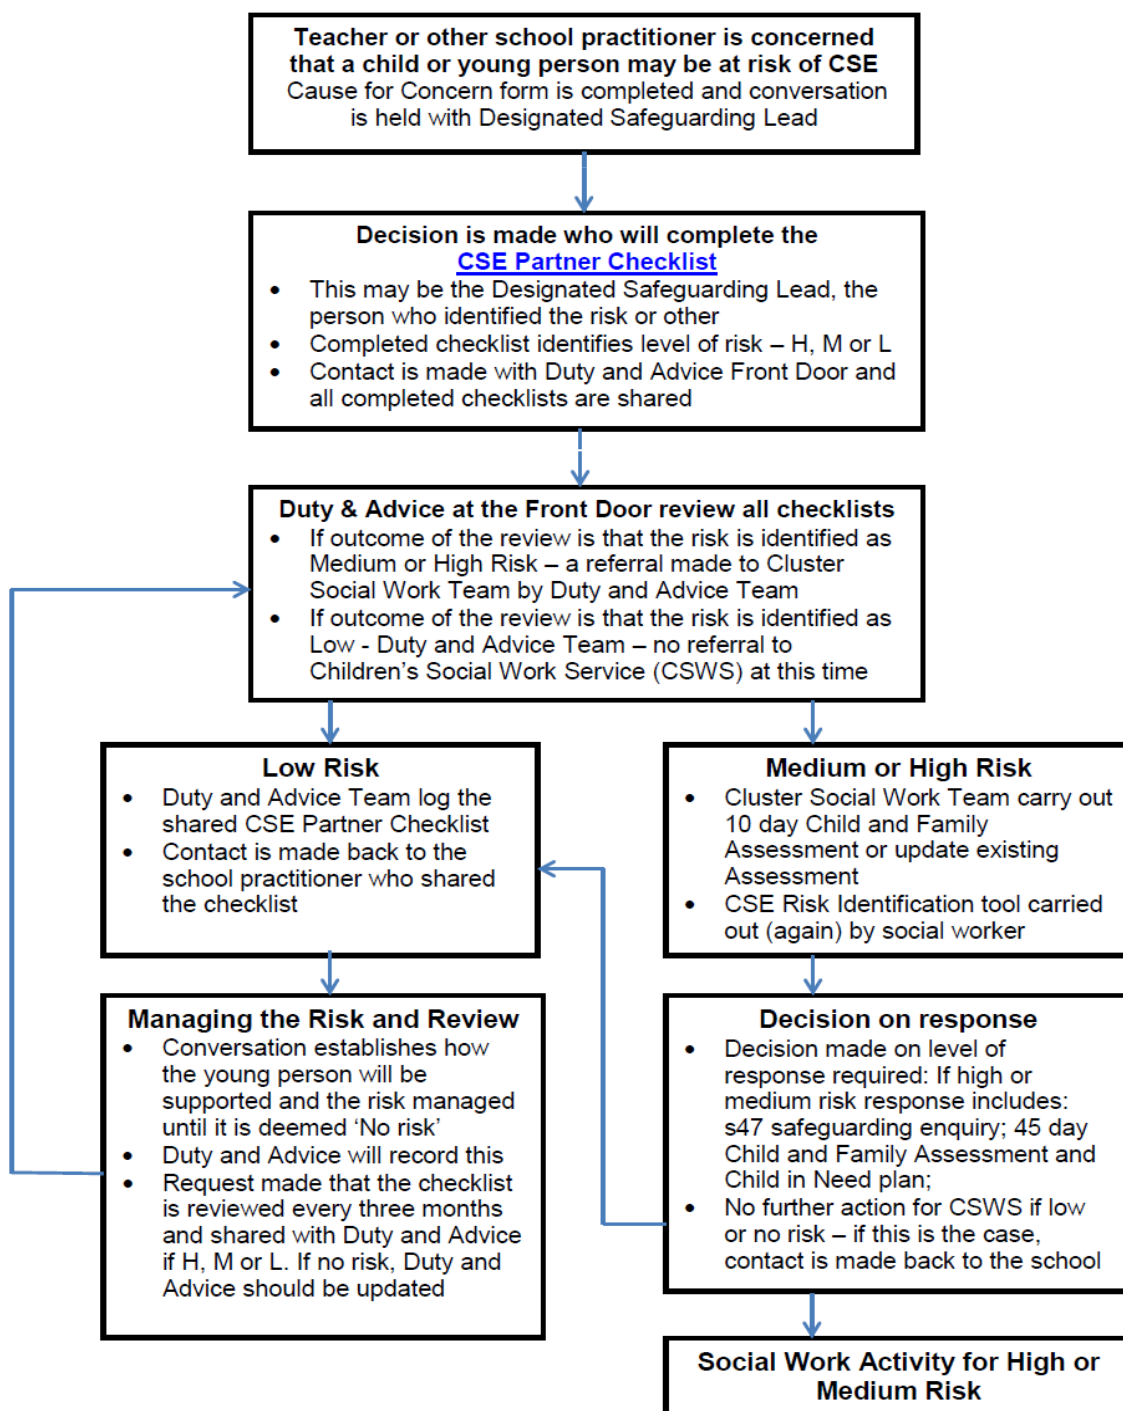 Teacher or other school practitioner is concerned
that a child or young person may be at risk of CSE
Cause for Concern form is completed and conversation
is held with Designated Safeguarding Lead
Decision is made who will complete the
CSE Partner Checklist
• This may be the Designated Safeguarding Lead, the
person who identified the risk or other
• Completed checklist identifies level of risk – H, M or L
• Contact is made with Duty and Advice Front Door and
all completed checklists are shared
Duty & Advice at the Front Door review all checklists
• If outcome of the review is that the risk is identified as
Medium or High Risk – a referral made to Cluster
Social Work Team by Duty and Advice Team
• If outcome of the review is that the risk is identified as
Low - Duty and Advice Team – no referral to
Children's Social Work Service (CSWS) at this time
Low Risk
• Duty and Advice Team log the
shared CSE Partner Checklist
• Contact is made back to the
school practitioner who shared
the checklist
Medium or High Risk
• Cluster Social Work Team carry out
10 day Child and Family
Assessment or update existing
Assessment
• CSE Risk Identification tool carried
out (again) by social worker
Managing the Risk and Review
• Conversation establishes how
the young person will be
supported and the risk managed
until it is deemed 'No risk'
• Duty and Advice will record this
• Request made that the checklist
is reviewed every three months
and shared with Duty and Advice
if H, M or L. If no risk, Duty and
Advice should be updated
Decision on response
• Decision made on level of
response required: If high or
medium risk response includes:
s47 safeguarding enquiry; 45 day
Child and Family Assessment and
Child in Need plan;
• No further action for CSWS if low
or no risk – if this is the case,
contact is made back to the school
Social Work Activity for High or
Medium Risk